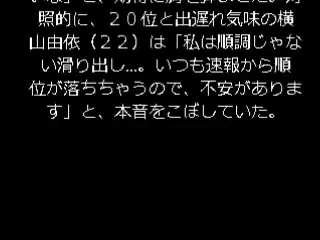 照的に、２０位と出遅れ気味の横
山由依（２２）は「私は順調じゃな
い滑り出し…。いつも速報から順
位が落ちちゃうので、不安がありま
す」と、本音をこぼしていた。